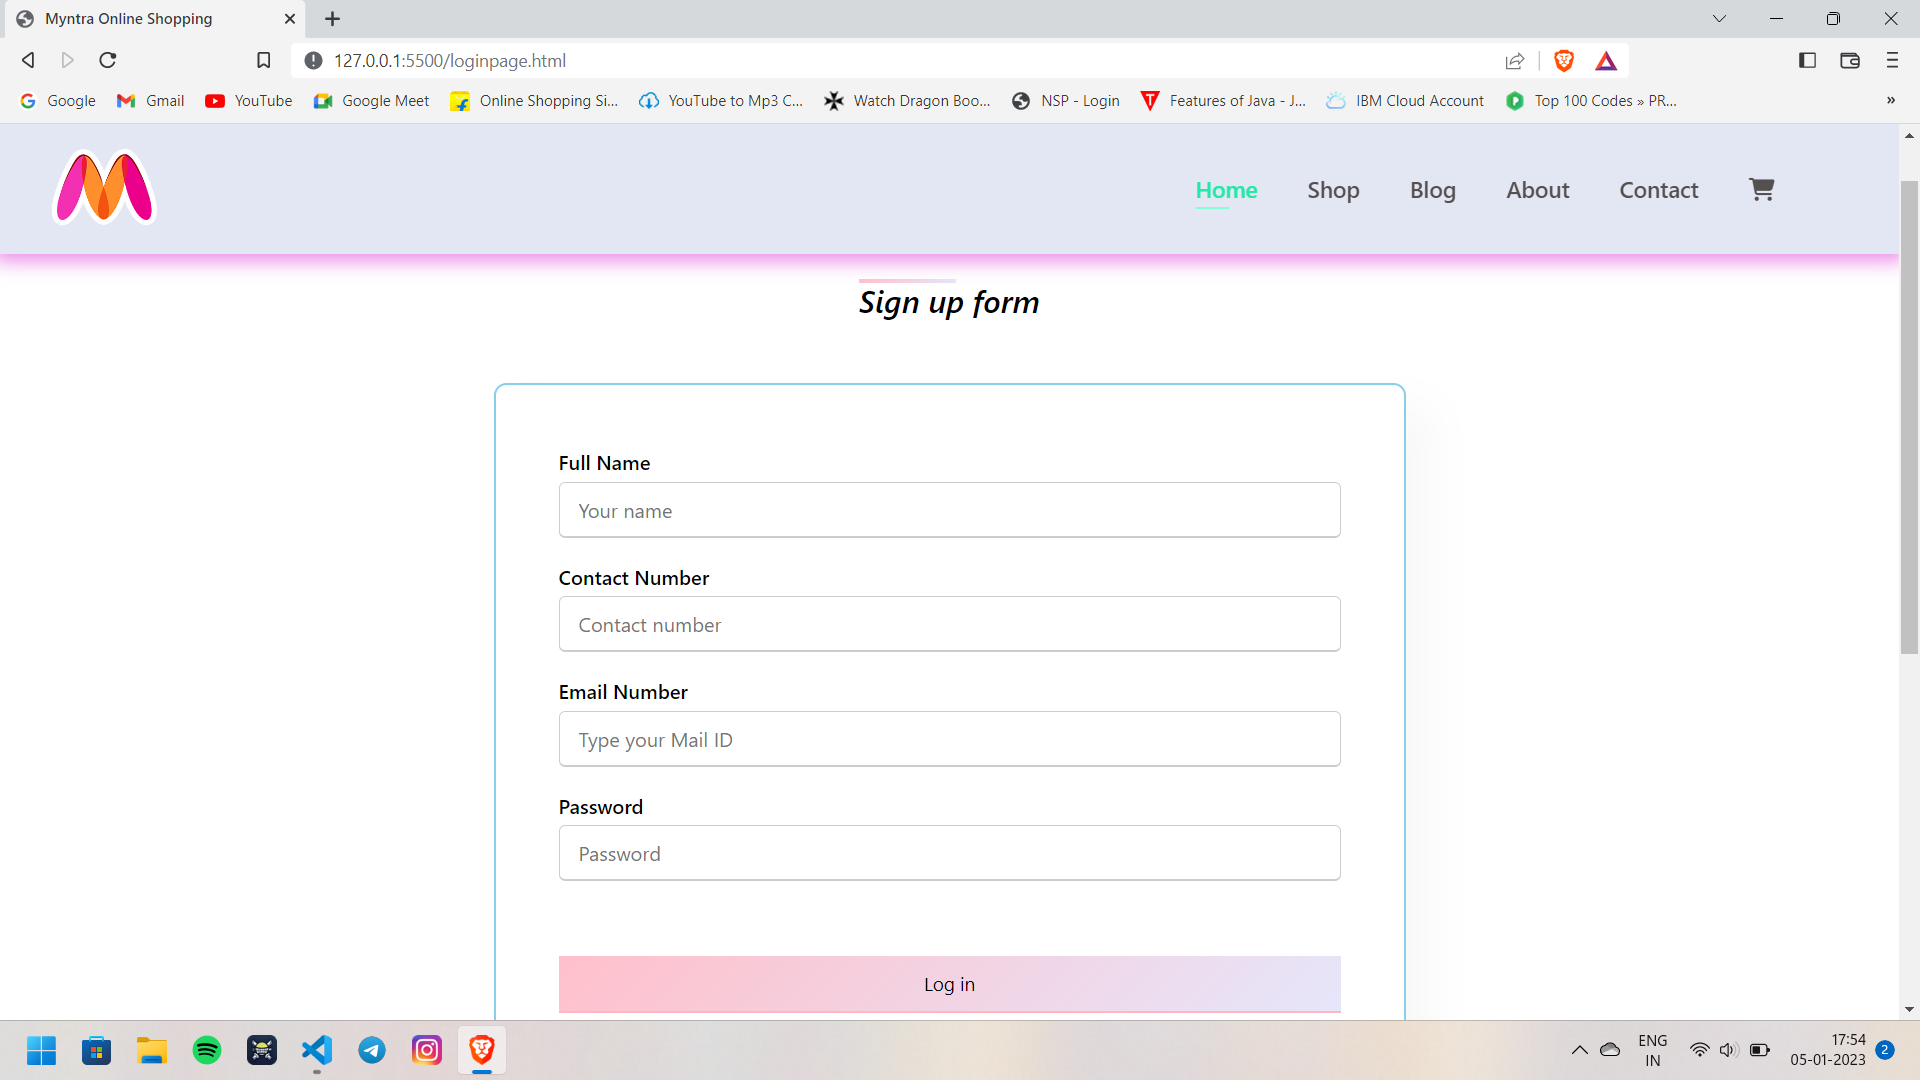 Myntra Online Shopping
127.0.0.1:5500/loginpage.html
Google Gmail YouTube Google Meet Online Shopping Si... YouTube to Mp3 C... Watch Dragon Boo... NSP - Login Features of Java - J... IBM Cloud Account Top 100 Codes » PR... »
Home Shop Blog About Contact
Sign up form
Full Name
Your name
Contact Number
Contact number
Email Number
Type your Mail ID
Password
Password
Log in
ENG
IN
17:54
05-01-2023
2